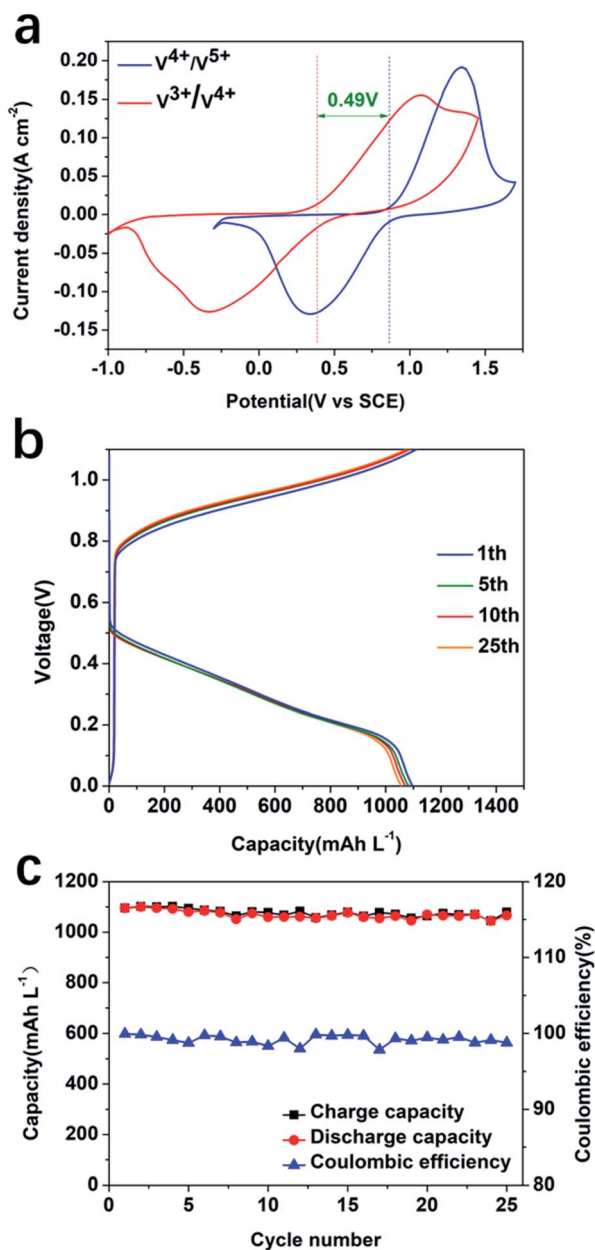 a
V4+/V5+
V3+/V4+
0.49V
0.20
0.15
0.10
0.05
0.00
-0.05
-0.10
-0.15
Current density(A cm-2)
-1.0 -0.5 0.0 0.5 1.0 1.5
Potential(V vs SCE)
b
1.0
0.8
0.6
0.4
0.2
0.0
Voltage(V)
1th
5th
10th
25th
0 200 400 600 800 1000 1200 1400
Capacity(mAh L-1)
c
1200
1000
800
600
400
200
0
Capacity(mAh L-1)
120
110
100
90
80
Coulombic efficiency(%)
Charge capacity
Discharge capacity
Coulombic efficiency
0 5 10 15 20 25
Cycle number